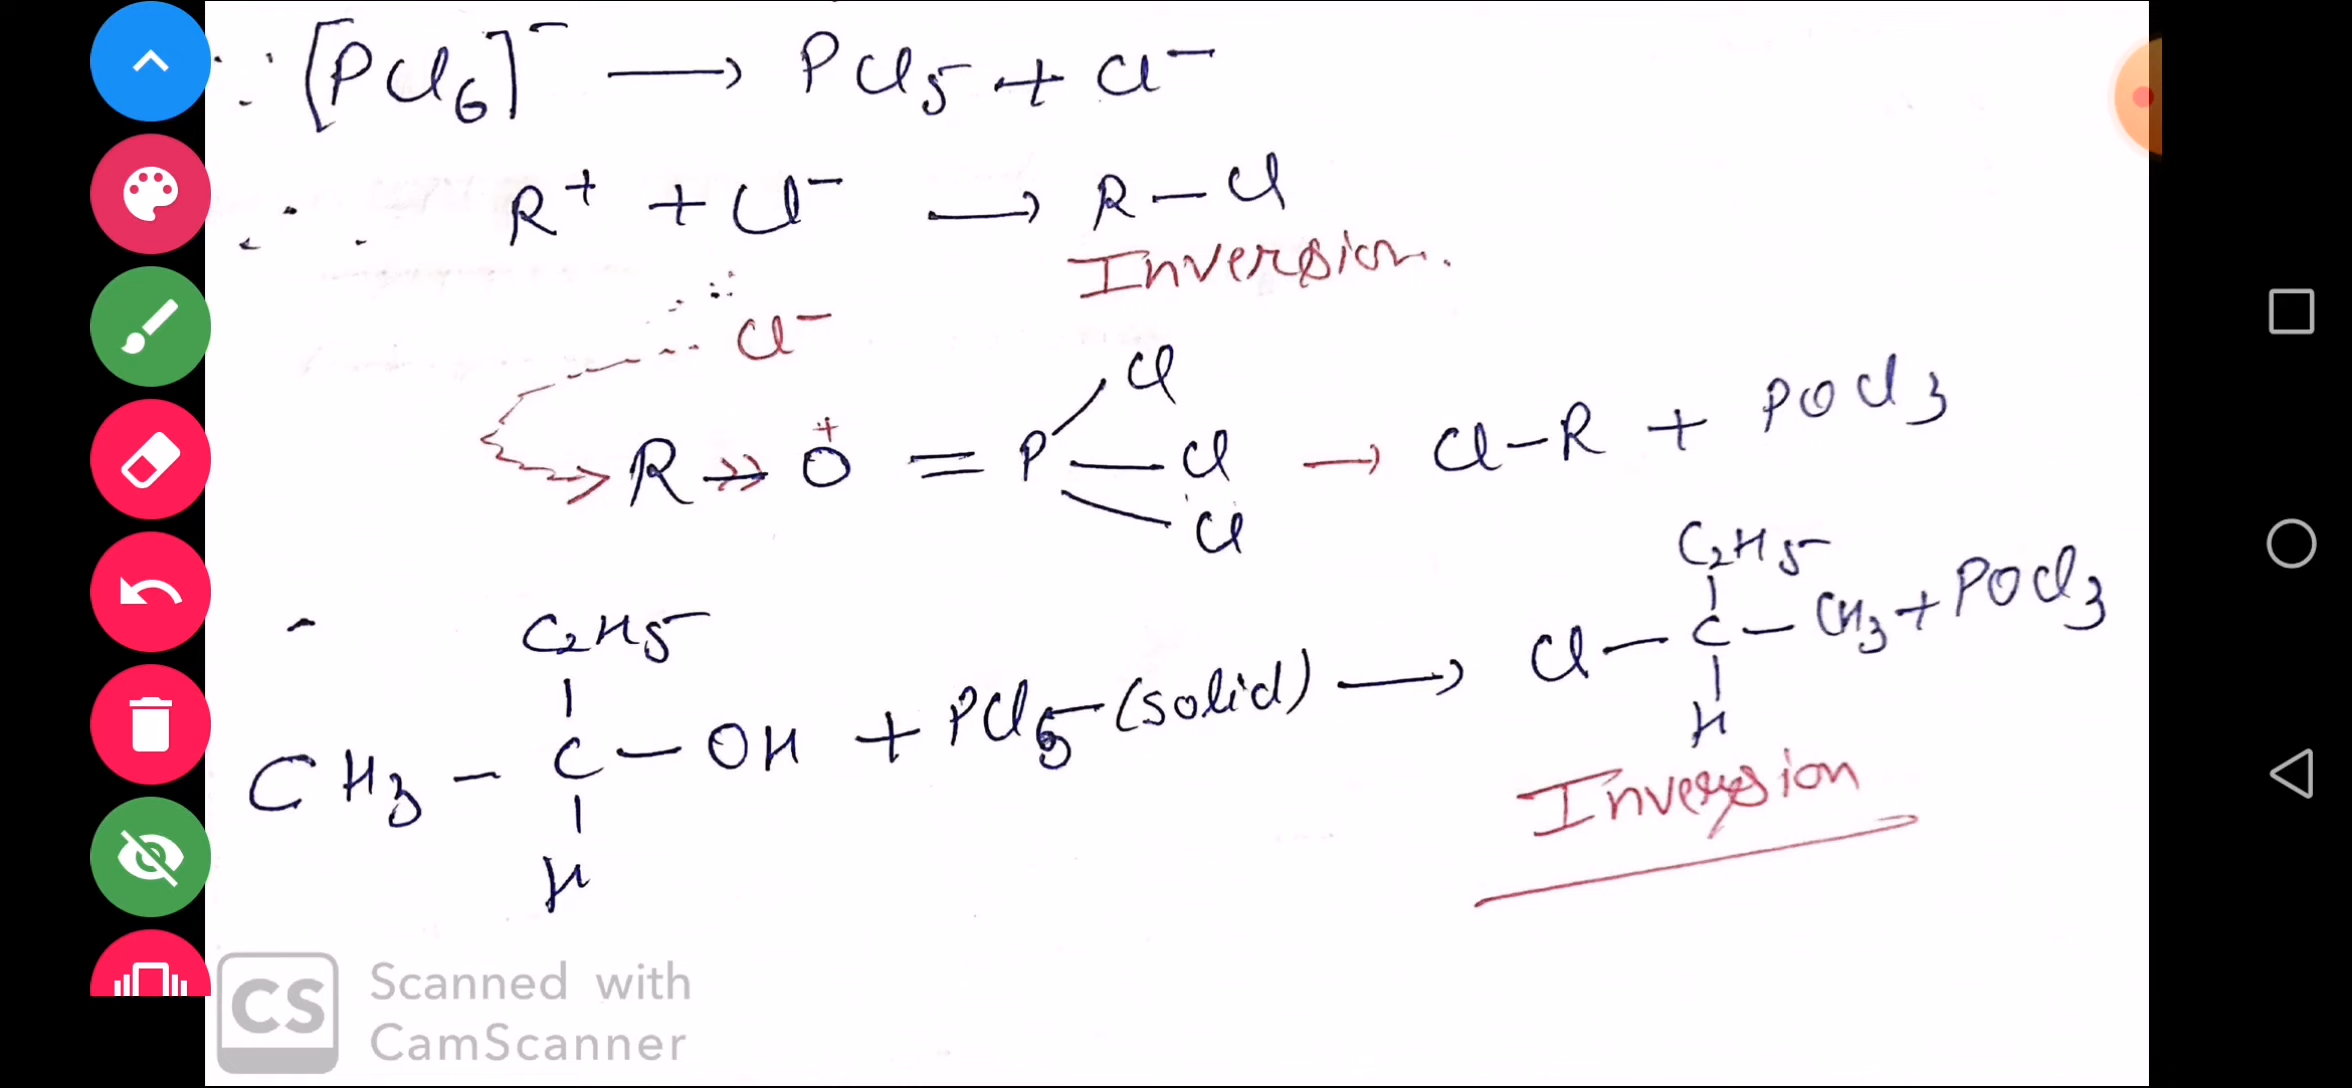 ∵ [PCl6]⁻ → PCl5 + Cl⁻
∴ R⁺ + Cl⁻ → R–Cl
Inversion.
Cl⁻
Cl
R → O⁺ = P – Cl → Cl–R + POCl3
Cl
C2H5
C2H5
Cl – C – CH3 + POCl3
H
CH3 – C – OH + PCl5 (solid) →
H
Inversion
CS Scanned with
CamScanner